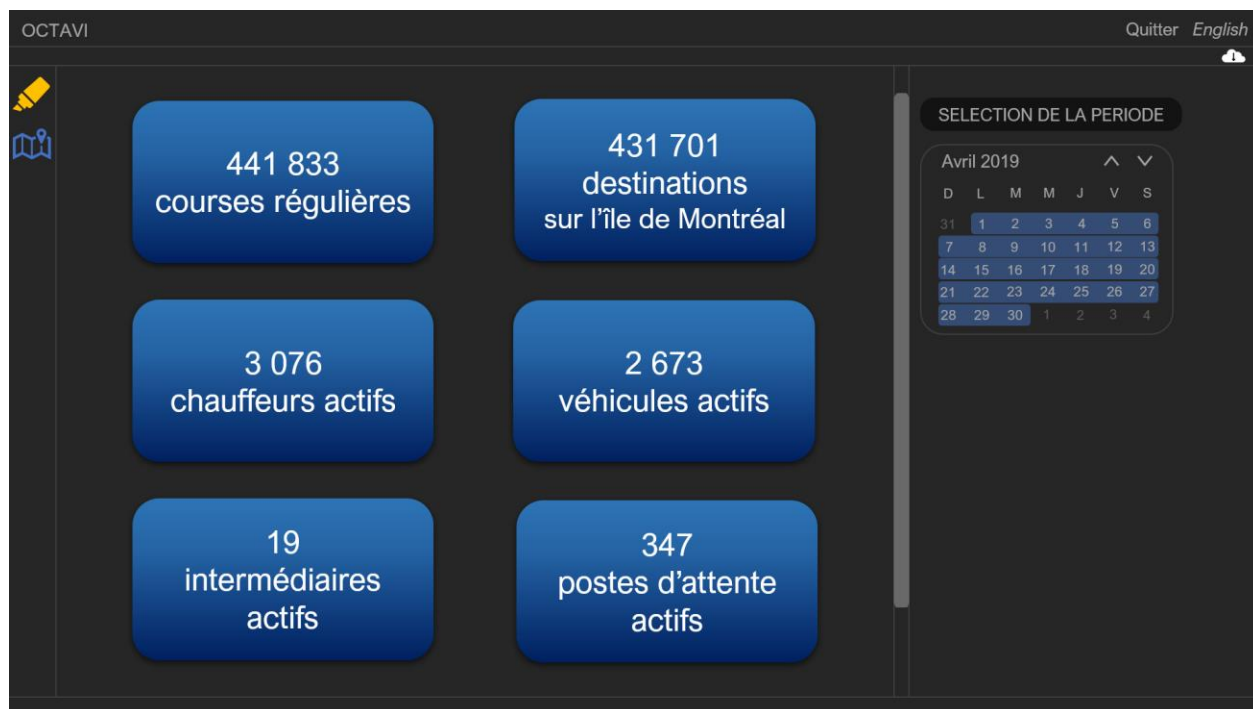 OCTAVI
Quitter English
441 833
courses régulières
431 701
destinations
sur l'île de Montréal
3 076
chauffeurs actifs
2 673
véhicules actifs
19
intermédiaires
actifs
347
postes d'attente
actifs
SELECTION DE LA PERIODE
Avril 2019
D L M M J V S
31 1 2 3 4 5 6
7 8 9 10 11 12 13
14 15 16 17 18 19 20
21 22 23 24 25 26 27
28 29 30 1 2 3 4